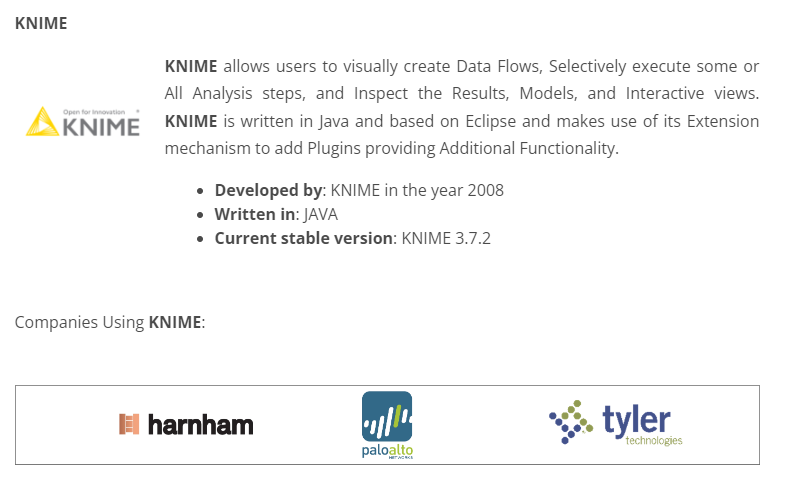 KNIME
KNIME allows users to visually create Data Flows, Selectively execute some or
All Analysis steps, and Inspect the Results, Models, and Interactive views.
KNIME is written in Java and based on Eclipse and makes use of its Extension
mechanism to add Plugins providing Additional Functionality.
Open for Innovation
KNIME
• Developed by: KNIME in the year 2008
• Written in: JAVA
• Current stable version: KNIME 3.7.2
Companies Using KNIME:
harnham
paloalto
NETWORKS
tyler
technologies